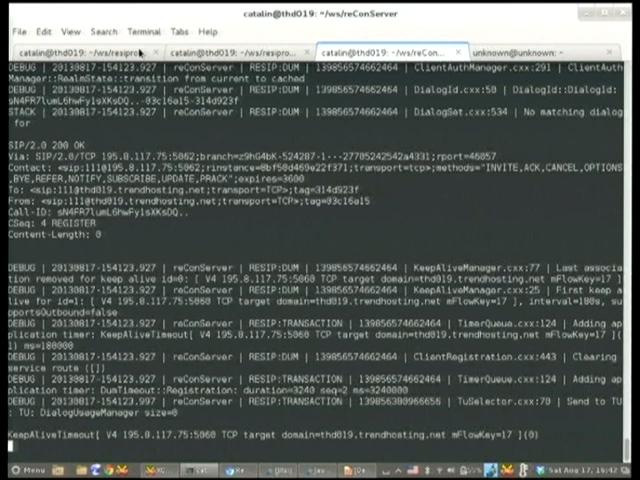 catalin@thd019: ~/ws/reConServer
File Edit View Search Terminal Tabs Help
catalin@thd019: ~/ws/resipro... catalin@thd019: ~/ws/resipro... catalin@thd019: ~/ws/reCon... unknown@unknown: ~
DEBUG | 20130817-154123.927 | reConServer | RESIP:DUM | 139856574662464 | ClientAuthManager.cxx:291 | ClientAuth
Manager::RealmState::transition from current to cached
DEBUG | 20130817-154123.927 | reConServer | RESIP:DUM | 139856574662464 | DialogId.cxx:50 | DialogId::DialogId:
STACK | 20130817-154123.927 | reConServer | RESIP:DUM | 139856574662464 | DialogSet.cxx:534 | No matching dialog
for
SIP/2.0 200 OK
Via: SIP/2.0/TCP 195.8.117.75:5062;branch=z9hG4bK-524287-1---27705242542a4331;rport=46057
Contact: <sip:111@195.8.117.75:5062;rinstance=8bf50d469e22f371;transport=tcp>;methods="INVITE,ACK,CANCEL,OPTIONS
,BYE,REFER,NOTIFY,SUBSCRIBE,UPDATE,PRACK";expires=3600
To: <sip:111@thd019.trendhosting.net;transport=TCP>;tag=314d923f
From: <sip:111@thd019.trendhosting.net;transport=TCP>;tag=03c16a15
Call-ID: sN4FR7lumL6hwFy1sXKsDQ..
CSeq: 4 REGISTER
Content-Length: 0
DEBUG | 20130817-154123.927 | reConServer | RESIP:DUM | 139856574662464 | KeepAliveManager.cxx:77 | Last associa
tion removed for keep alive id=0: [ V4 195.8.117.75:5060 TCP target domain=thd019.trendhosting.net mFlowKey=17 ]
DEBUG | 20130817-154123.927 | reConServer | RESIP:DUM | 139856574662464 | KeepAliveManager.cxx:25 | First keep a
live for id=1: [ V4 195.8.117.75:5060 TCP target domain=thd019.trendhosting.net mFlowKey=17 ], interval=180s, su
pportsOutbound=false
DEBUG | 20130817-154123.927 | reConServer | RESIP:TRANSACTION | 139856574662464 | TimerQueue.cxx:124 | Adding ap
plication timer: KeepAliveTimeout[ V4 195.8.117.75:5060 TCP target domain=thd019.trendhosting.net mFlowKey=17 ](
1) ms=180000
DEBUG | 20130817-154123.927 | reConServer | RESIP:DUM | 139856574662464 | ClientRegistration.cxx:443 | Clearing
service route ([])
DEBUG | 20130817-154123.927 | reConServer | RESIP:TRANSACTION | 139856574662464 | TimerQueue.cxx:124 | Adding ap
plication timer: DumTimeout::Registration: duration=3240 seq=2 ms=3240000
DEBUG | 20130817-154123.997 | reConServer | RESIP:TRANSACTION | 139856380966656 | TuSelector.cxx:70 | Send to TU
: TU: DialogUsageManager size=0
KeepAliveTimeout[ V4 195.8.117.75:5060 TCP target domain=thd019.trendhosting.net mFlowKey=17 ](0)
Menu Sat Aug 17, 16:42